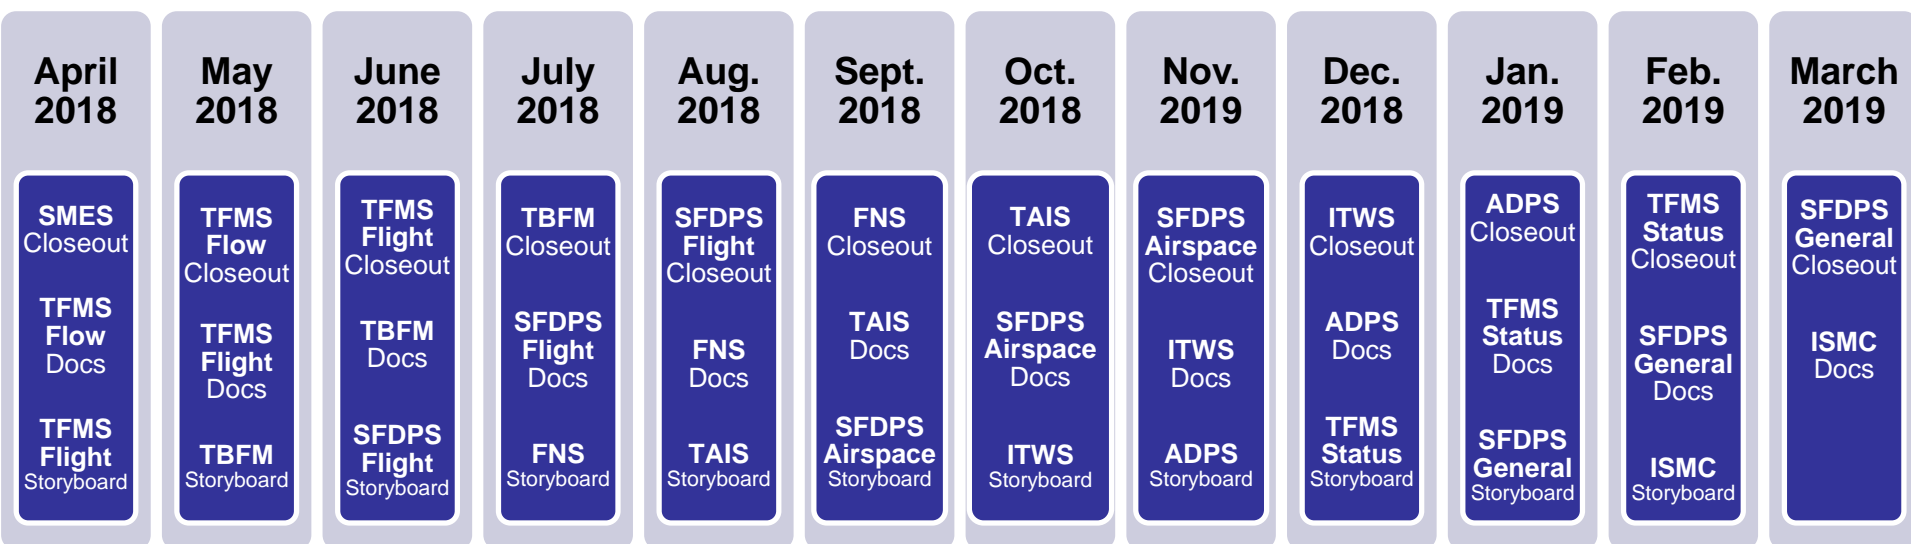 April
2018
SMES
Closeout
TFMS
Flow
Docs
TFMS
Flight
Storyboard
May
2018
TFMS
Flow
Closeout
TFMS
Flight
Docs
TBFM
Storyboard
June
2018
TFMS
Flight
Closeout
TBFM
Docs
SFDPS
Flight
Storyboard
July
2018
TBFM
Closeout
SFDPS
Flight
Docs
FNS
Storyboard
Aug.
2018
SFDPS
Flight
Closeout
FNS
Docs
TAIS
Storyboard
Sept.
2018
FNS
Closeout
TAIS
Docs
SFDPS
Airspace
Storyboard
Oct.
2018
TAIS
Closeout
SFDPS
Airspace
Docs
ITWS
Storyboard
Nov.
2019
SFDPS
Airspace
Closeout
ITWS
Docs
ADPS
Storyboard
Dec.
2018
ITWS
Closeout
ADPS
Docs
TFMS
Status
Storyboard
Jan.
2019
ADPS
Closeout
TFMS
Status
Docs
SFDPS
General
Storyboard
Feb.
2019
TFMS
Status
Closeout
SFDPS
General
Docs
ISMC
Storyboard
March
2019
SFDPS
General
Closeout
ISMC
Docs